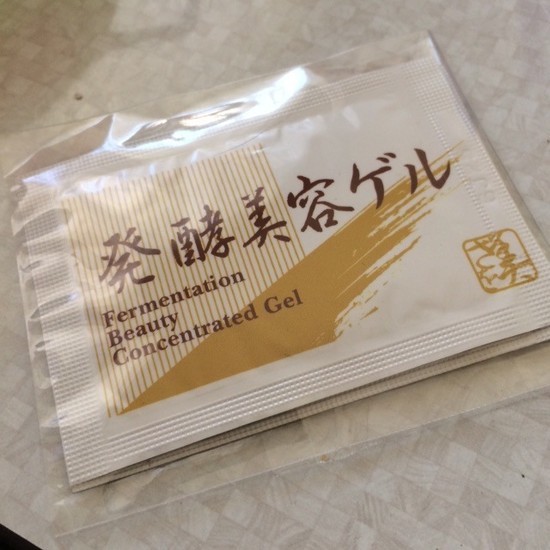 発酵美容ゲル
Fermentation
Beauty
Concentrated Gel